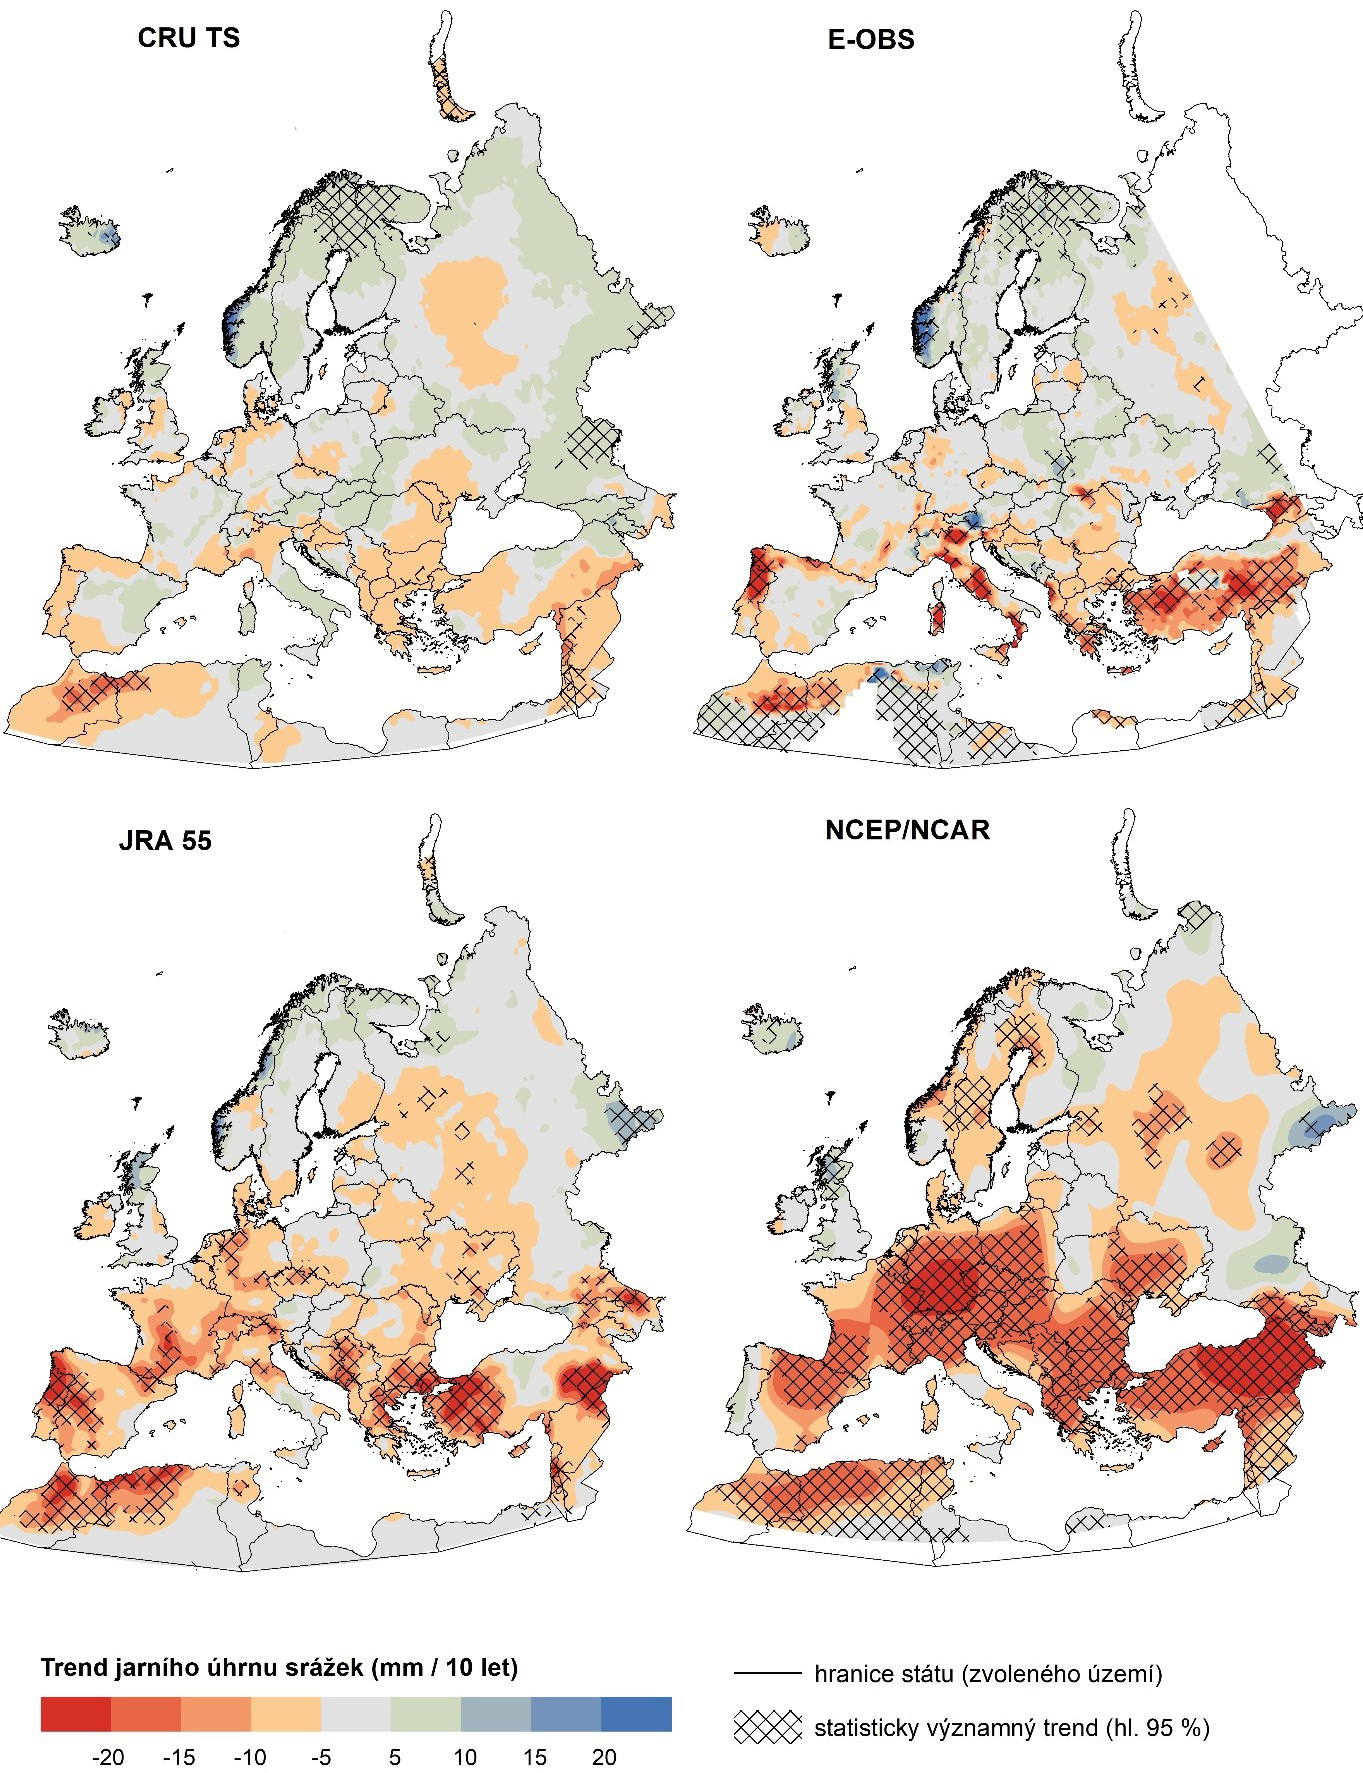 CRU TS
E-OBS
JRA 55
NCEP/NCAR
Trend jarního úhrnu srážek (mm / 10 let)
-20 -15 -10 -5 5 10 15 20
hranice státu (zvoleného území)
statisticky významný trend (hl. 95 %)